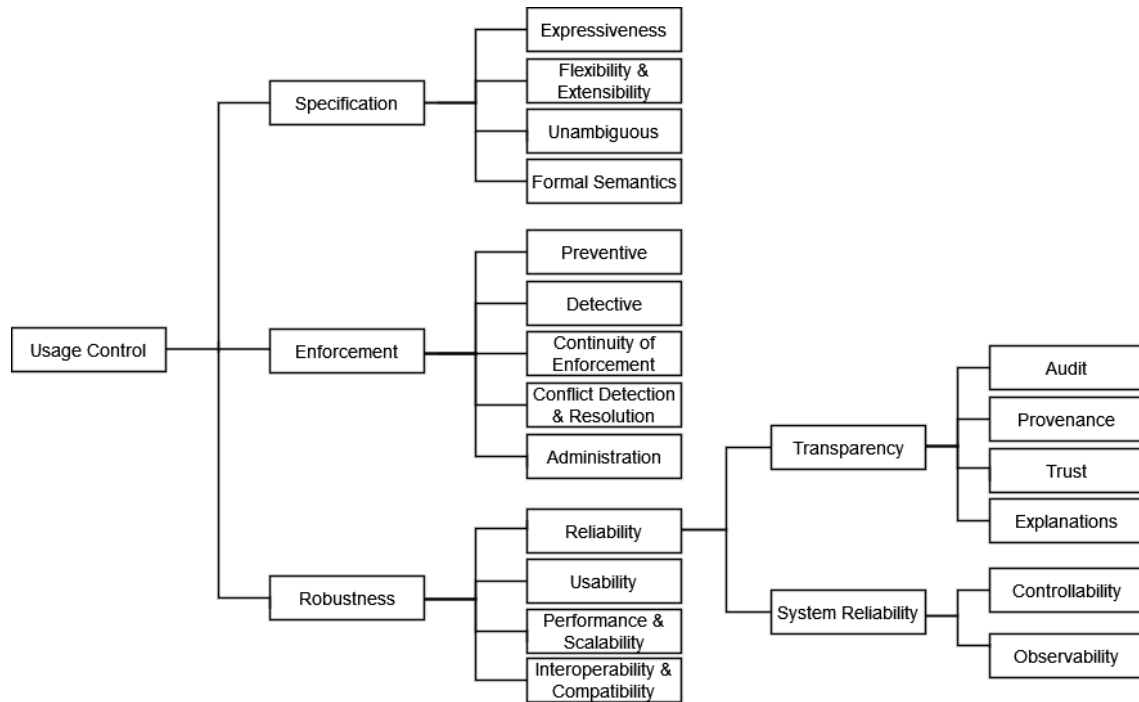 Usage Control
Specification
Expressiveness
Flexibility &
Extensibility
Unambiguous
Formal Semantics
Enforcement
Preventive
Detective
Continuity of
Enforcement
Conflict Detection
& Resolution
Administration
Robustness
Reliability
Usability
Performance &
Scalability
Interoperability &
Compatibility
Transparency
Audit
Provenance
Trust
Explanations
System Reliability
Controllability
Observability